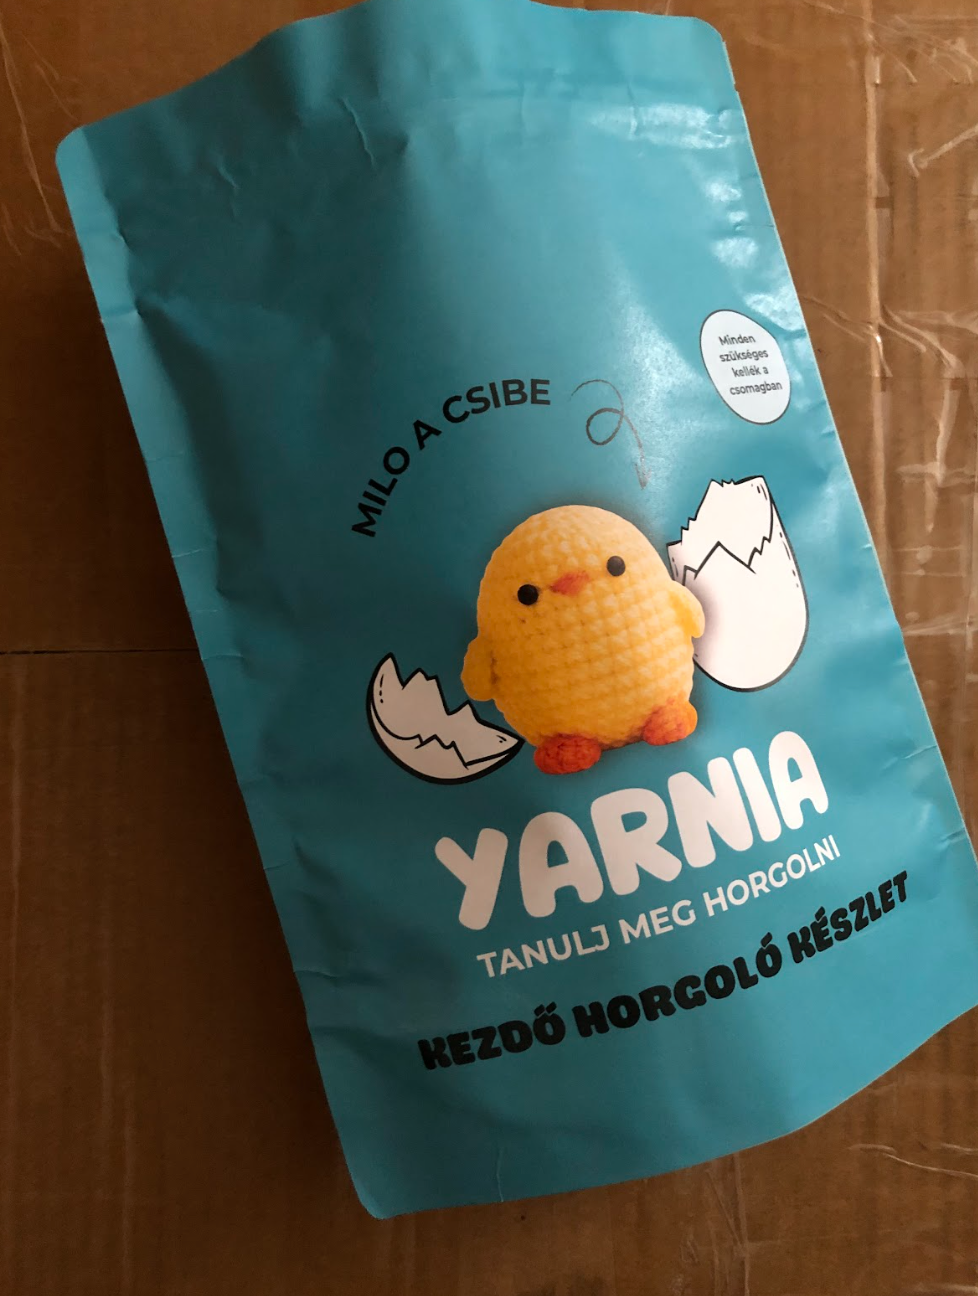 Minden
szükséges
kellék a
csomagban
MILO A CSIBE
YARNIA
TANULJ MEG HORGOLNI
KEZDŐ HORGOLÓ KÉSZLET